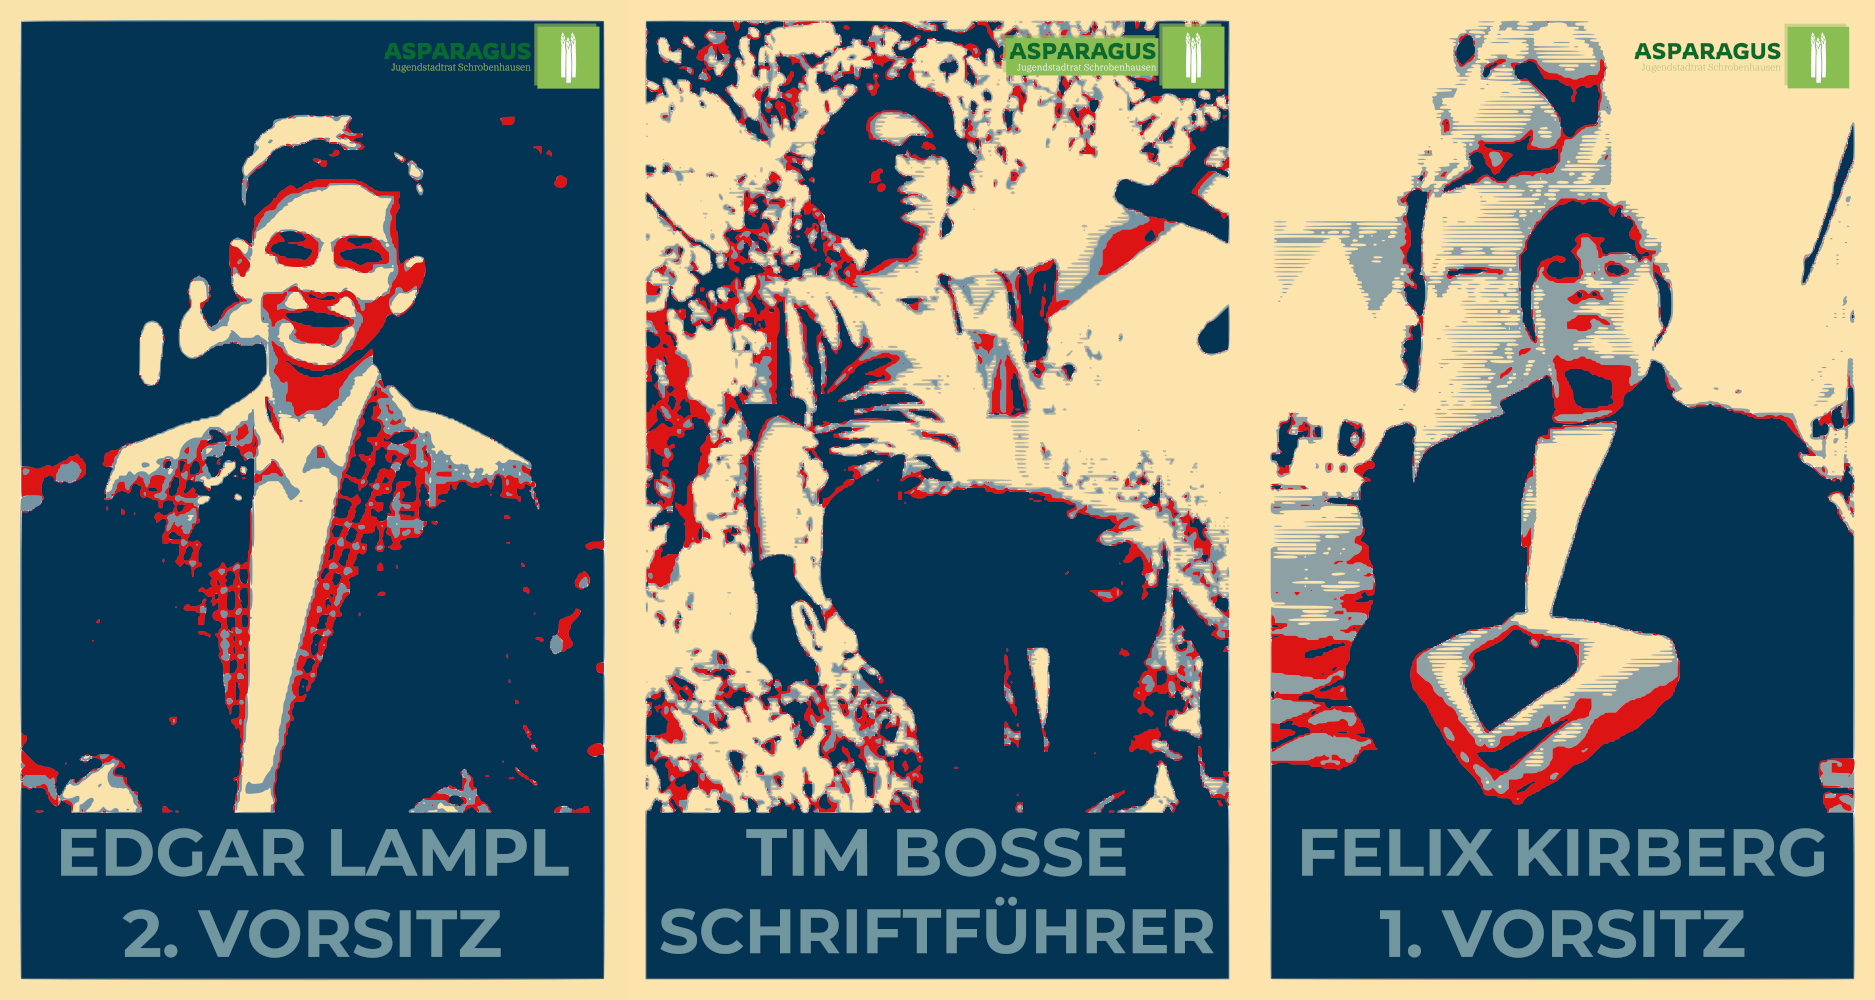 ASPARAGUS
Jugendstadtrat Schrobenhausen
EDGAR LAMPL
2. VORSITZ
ASPARAGUS
Jugendstadtrat Schrobenhausen
TIM BOSSE
SCHRIFTFÜHRER
ASPARAGUS
Jugendstadtrat Schrobenhausen
FELIX KIRBERG
1. VORSITZ